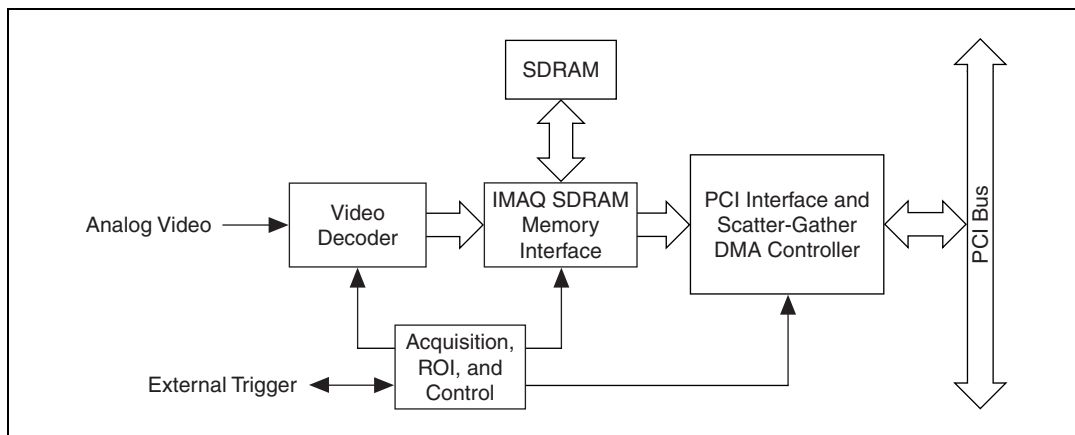 SDRAM
Analog Video
Video
Decoder
IMAQ SDRAM
Memory
Interface
PCI Interface and
Scatter-Gather
DMA Controller
PCI Bus
External Trigger
Acquisition,
ROI, and
Control